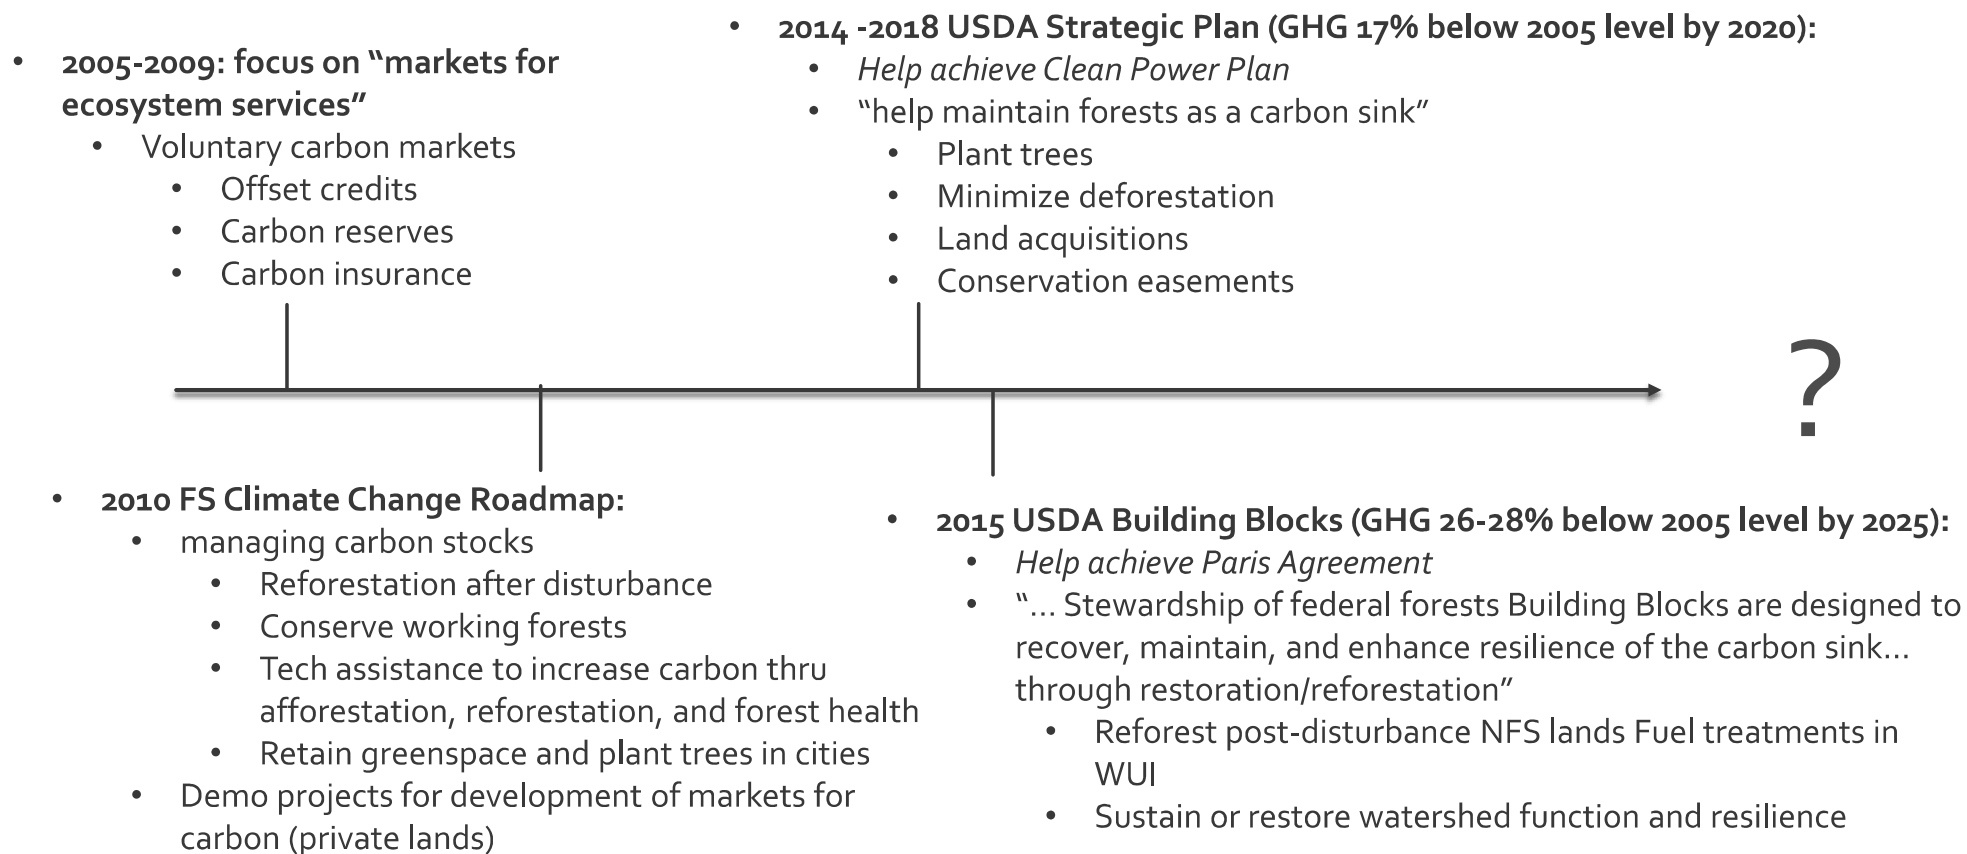 • 2005-2009: focus on “markets for
ecosystem services”
• Voluntary carbon markets
• Offset credits
• Carbon reserves
• Carbon insurance
• 2014 -2018 USDA Strategic Plan (GHG 17% below 2005 level by 2020):
• Help achieve Clean Power Plan
• “help maintain forests as a carbon sink”
• Plant trees
• Minimize deforestation
• Land acquisitions
• Conservation easements
?
• 2010 FS Climate Change Roadmap:
• managing carbon stocks
• Reforestation after disturbance
• Conserve working forests
• Tech assistance to increase carbon thru
afforestation, reforestation, and forest health
• Retain greenspace and plant trees in cities
• Demo projects for development of markets for
carbon (private lands)
• 2015 USDA Building Blocks (GHG 26-28% below 2005 level by 2025):
• Help achieve Paris Agreement
• “... Stewardship of federal forests Building Blocks are designed to
recover, maintain, and enhance resilience of the carbon sink...
through restoration/reforestation”
• Reforest post-disturbance NFS lands Fuel treatments in
WUI
• Sustain or restore watershed function and resilience